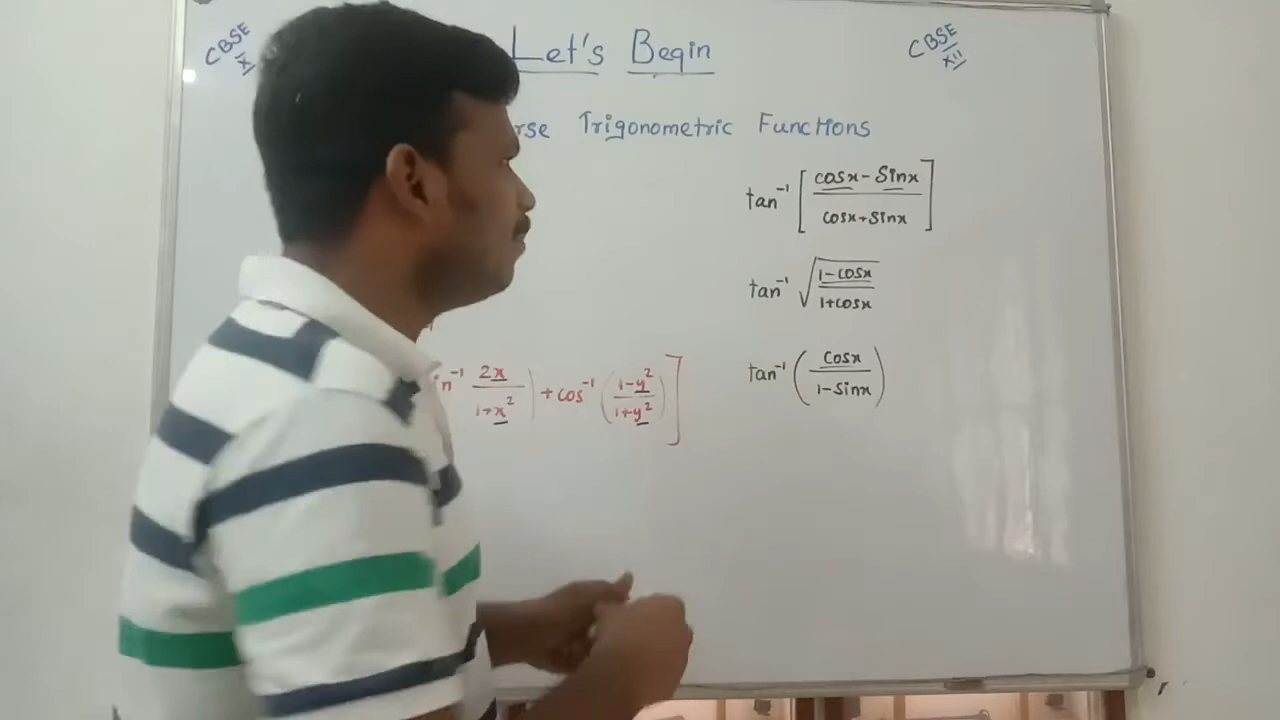 CBSE
X
Let's Begin
CBSE
XII
Trigonometric Functions
tan⁻¹ [ (cosx - Sinx) / (cosx + Sinx) ]
tan⁻¹ √( (1-cosx) / (1+cosx) )
2x / (1+x²) ) + cos⁻¹ ( (1-y²) / (1+y²) ) ]
tan⁻¹ ( cosx / (1-Sinx) )